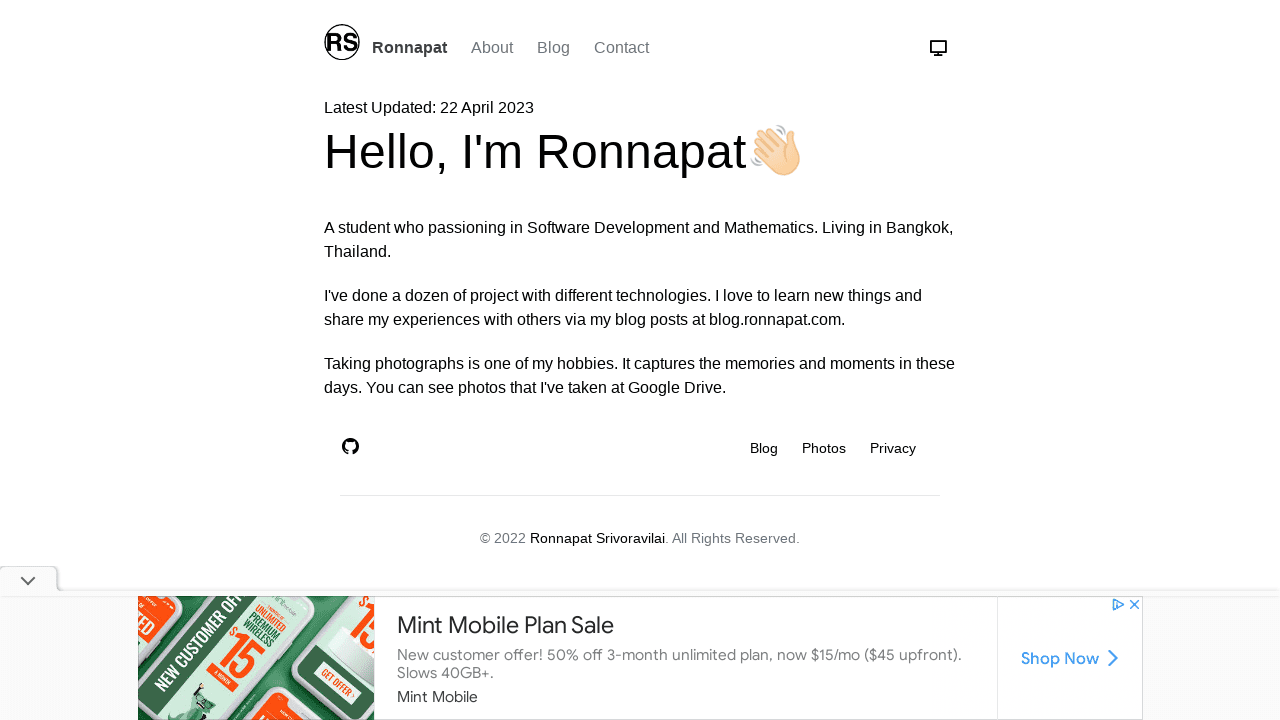 RS
Ronnapat About Blog Contact
Latest Updated: 22 April 2023
Hello, I'm Ronnapat👋🏻
A student who passioning in Software Development and Mathematics. Living in Bangkok,
Thailand.
I've done a dozen of project with different technologies. I love to learn new things and
share my experiences with others via my blog posts at blog.ronnapat.com.
Taking photographs is one of my hobbies. It captures the memories and moments in these
days. You can see photos that I've taken at Google Drive.
Blog Photos Privacy
© 2022 Ronnapat Srivoravilai. All Rights Reserved.
NEW CUSTOMER OFFER
UNLIMITED
PREMIUM
WIRELESS
$15
GET OFFER
Mint Mobile Plan Sale
New customer offer! 50% off 3-month unlimited plan, now $15/mo ($45 upfront).
Slows 40GB+.
Mint Mobile
Shop Now